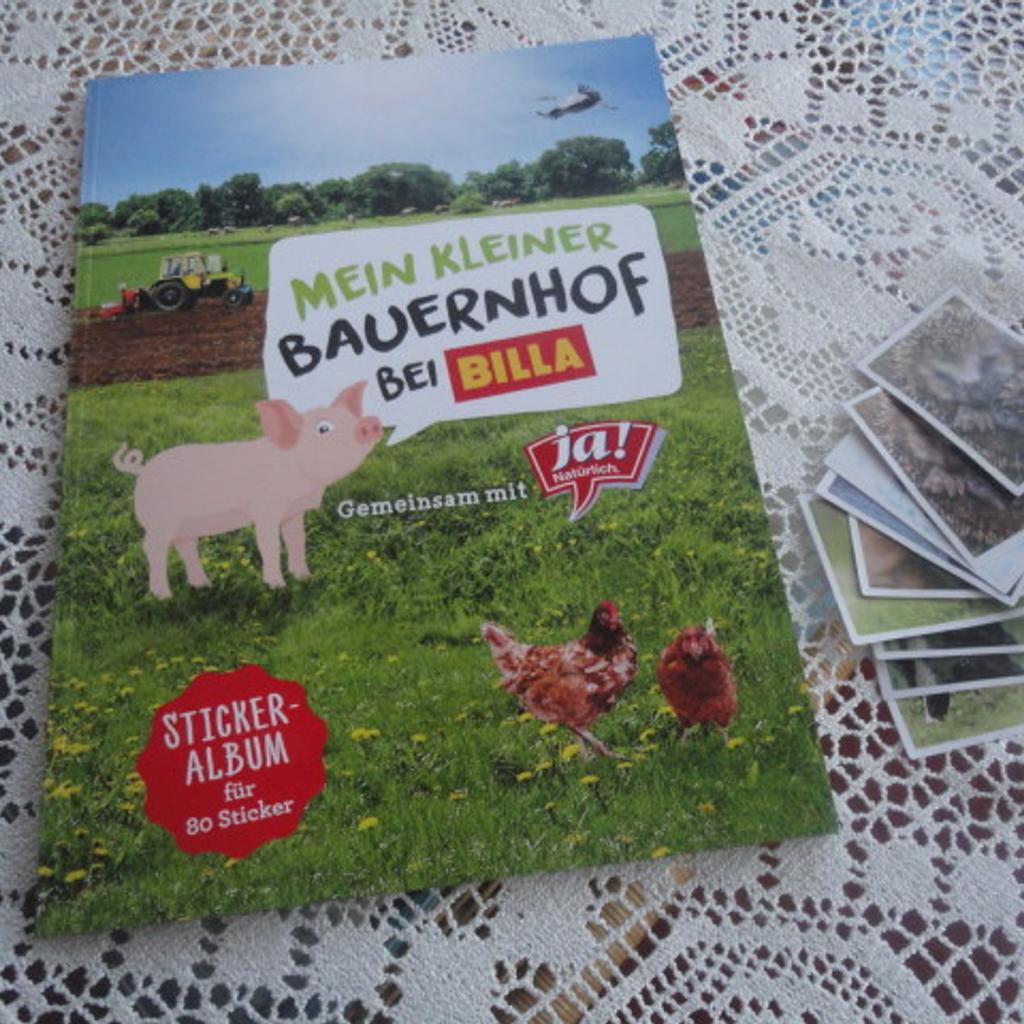 MEIN KLEINER
BAUERNHOF
BEI BILLA
Gemeinsam mit
ja!
Natürlich.
STICKER-
ALBUM
für
80 Sticker